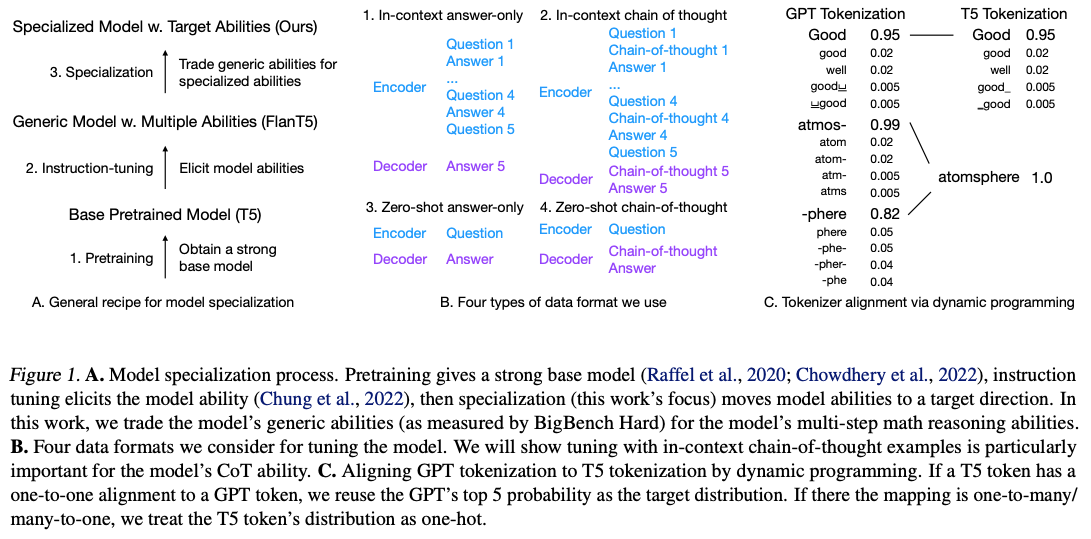 Specialized Model w. Target Abilities (Ours)
3. Specialization
Trade generic abilities for
specialized abilities
Generic Model w. Multiple Abilities (FlanT5)
2. Instruction-tuning
Elicit model abilities
Base Pretrained Model (T5)
1. Pretraining
Obtain a strong
base model
A. General recipe for model specialization
1. In-context answer-only
Encoder
Question 1
Answer 1
...
Question 4
Answer 4
Question 5
Decoder
Answer 5
2. In-context chain of thought
Encoder
Question 1
Chain-of-thought 1
Answer 1
...
Question 4
Chain-of-thought 4
Answer 4
Question 5
Decoder
Chain-of-thought 5
Answer 5
3. Zero-shot answer-only
Encoder Question
Decoder Answer
4. Zero-shot chain-of-thought
Encoder Question
Decoder
Chain-of-thought
Answer
B. Four types of data format we use
GPT Tokenization
Good 0.95
good 0.02
well 0.02
good␣ 0.005
␣good 0.005
atmos- 0.99
atom 0.02
atom- 0.02
atm- 0.005
atms 0.005
-phere 0.82
phere 0.05
-phe- 0.05
-pher- 0.04
-phe 0.04
T5 Tokenization
Good 0.95
good 0.02
well 0.02
good_ 0.005
_good 0.005
atomsphere 1.0
C. Tokenizer alignment via dynamic programming
Figure 1. A. Model specialization process. Pretraining gives a strong base model (Raffel et al., 2020; Chowdhery et al., 2022), instruction
tuning elicits the model ability (Chung et al., 2022), then specialization (this work's focus) moves model abilities to a target direction. In
this work, we trade the model's generic abilities (as measured by BigBench Hard) for the model's multi-step math reasoning abilities.
B. Four data formats we consider for tuning the model. We will show tuning with in-context chain-of-thought examples is particularly
important for the model's CoT ability. C. Aligning GPT tokenization to T5 tokenization by dynamic programming. If a T5 token has a
one-to-one alignment to a GPT token, we reuse the GPT's top 5 probability as the target distribution. If there the mapping is one-to-many/
many-to-one, we treat the T5 token's distribution as one-hot.